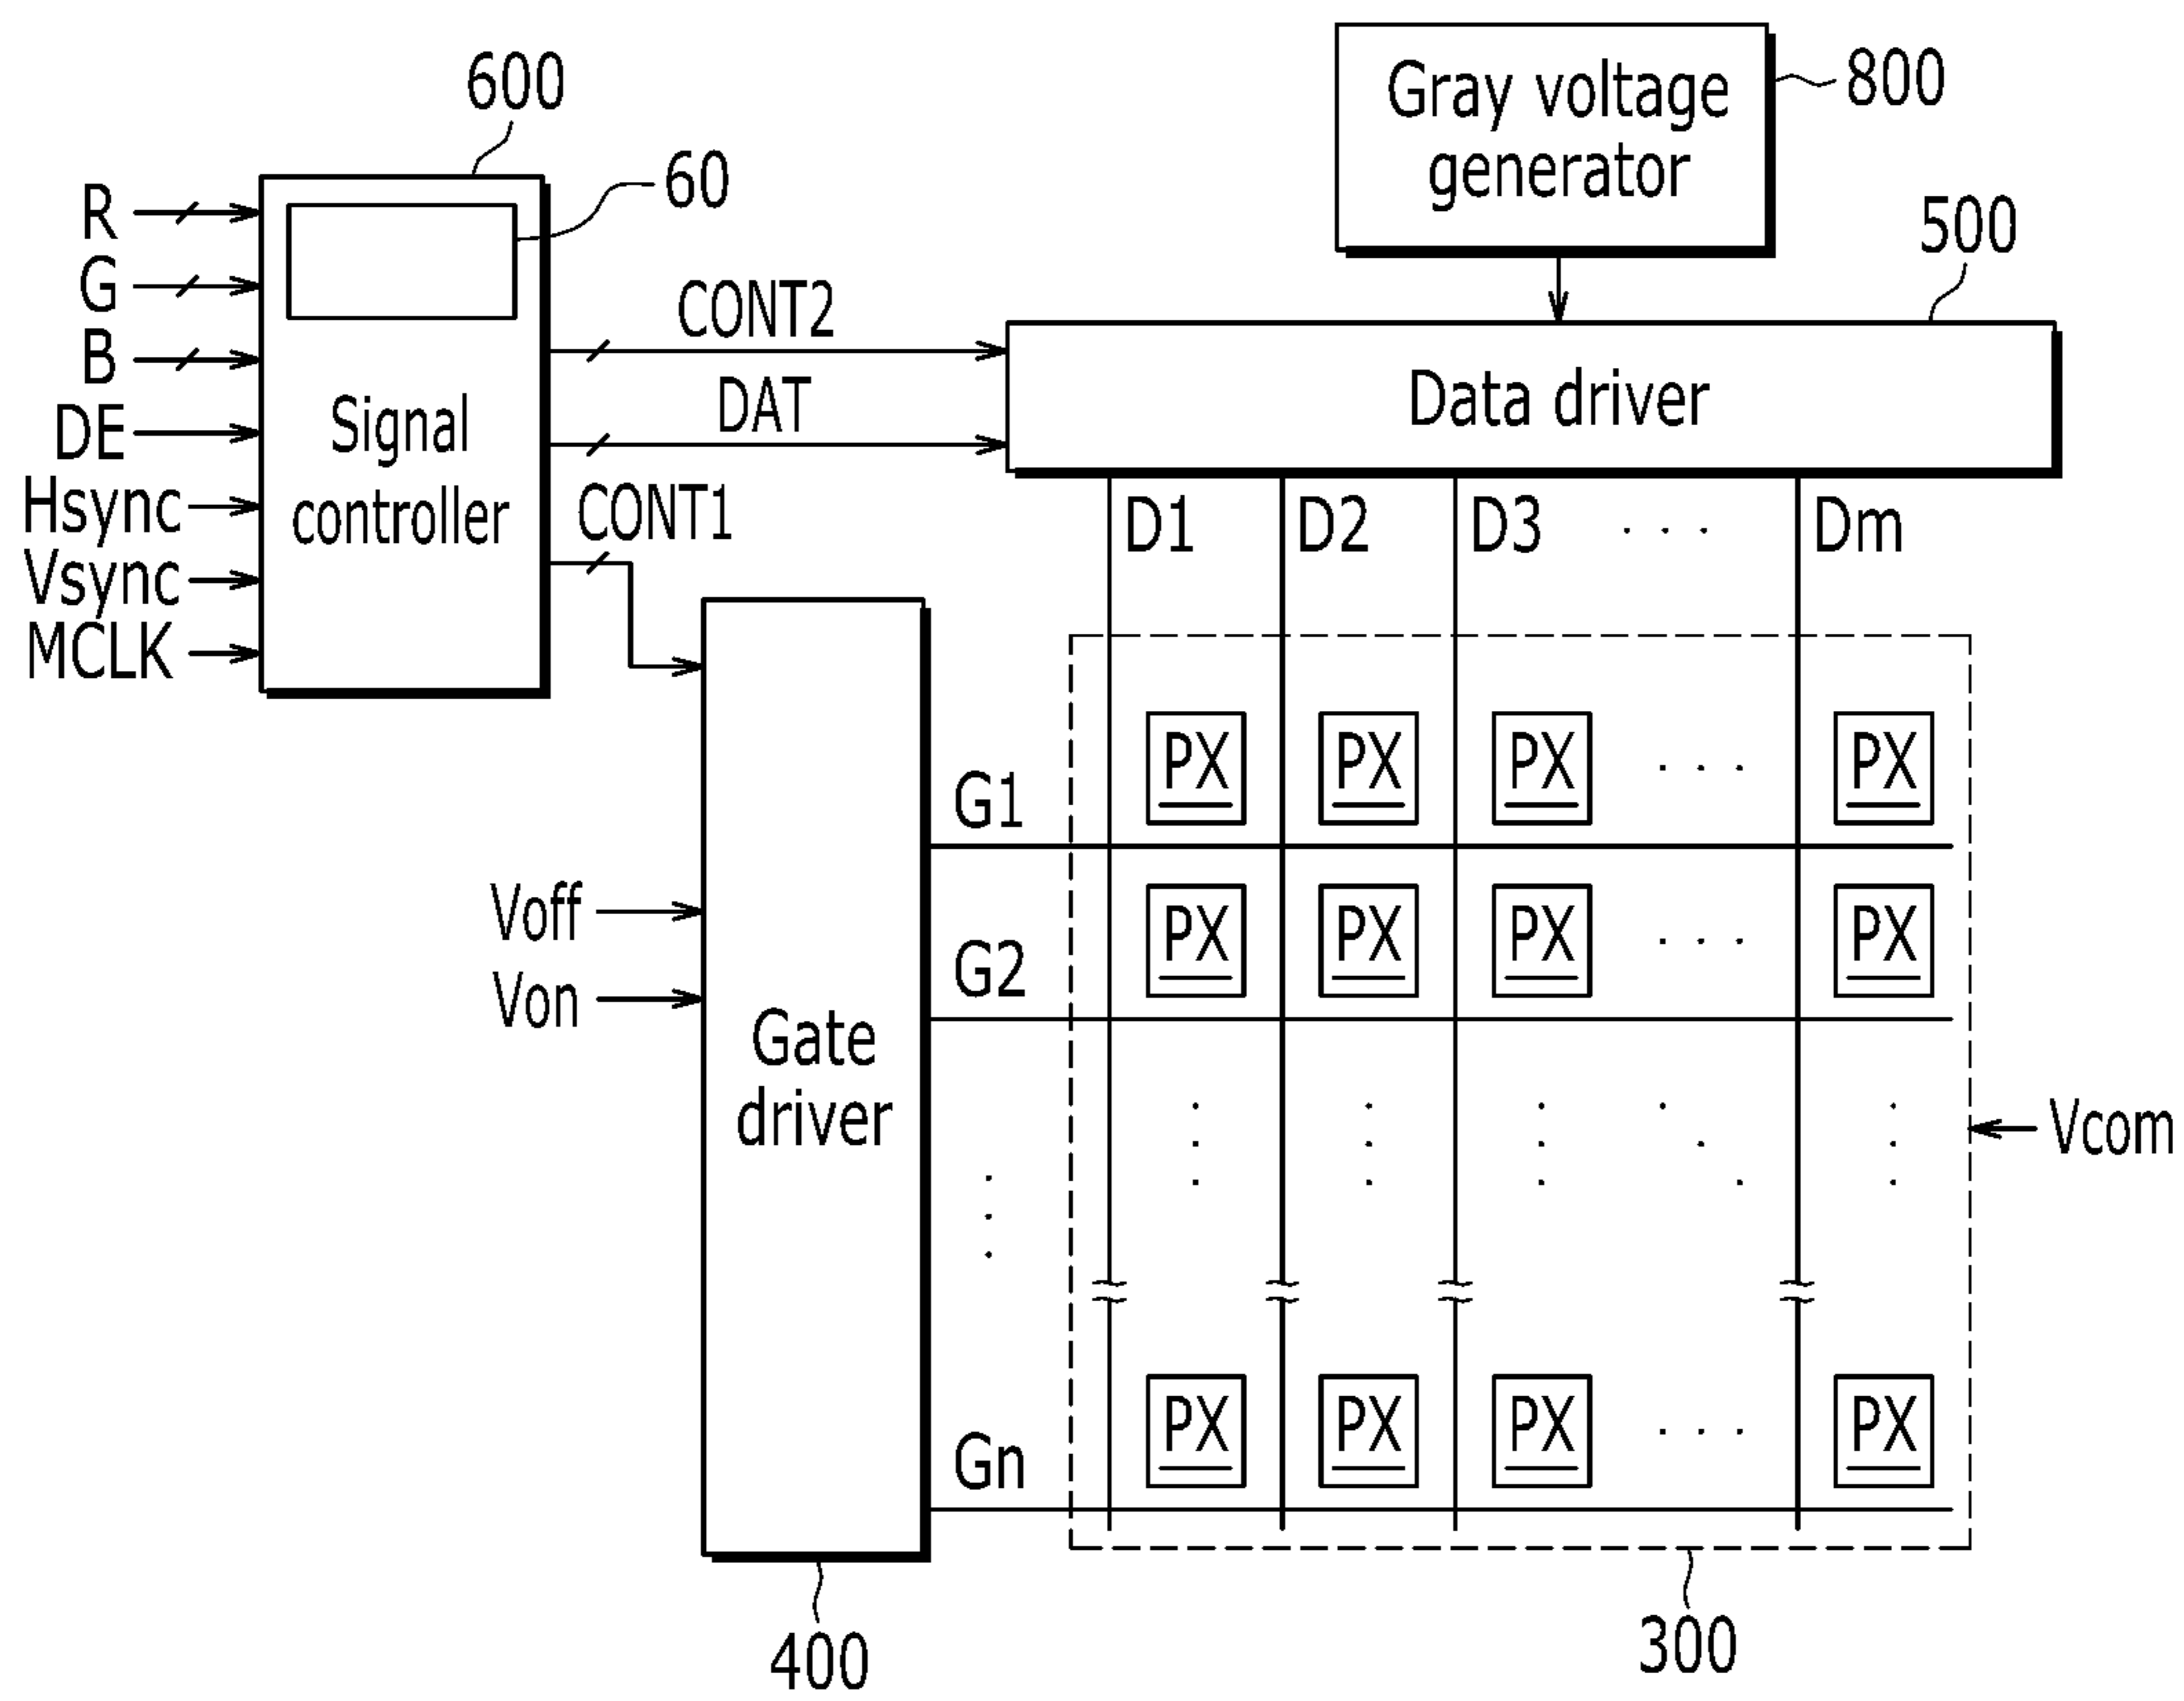 600
60
Gray voltage
generator
800
500
R
G
B
DE
Hsync
Vsync
MCLK
Signal
controller
CONT2
DAT
CONT1
Data driver
D1 D2 D3 . . . Dm
Voff
Von
Gate
driver
G1
PX PX PX . . . PX
G2
PX PX PX . . . PX
Vcom
Gn
PX PX PX . . . PX
400
300